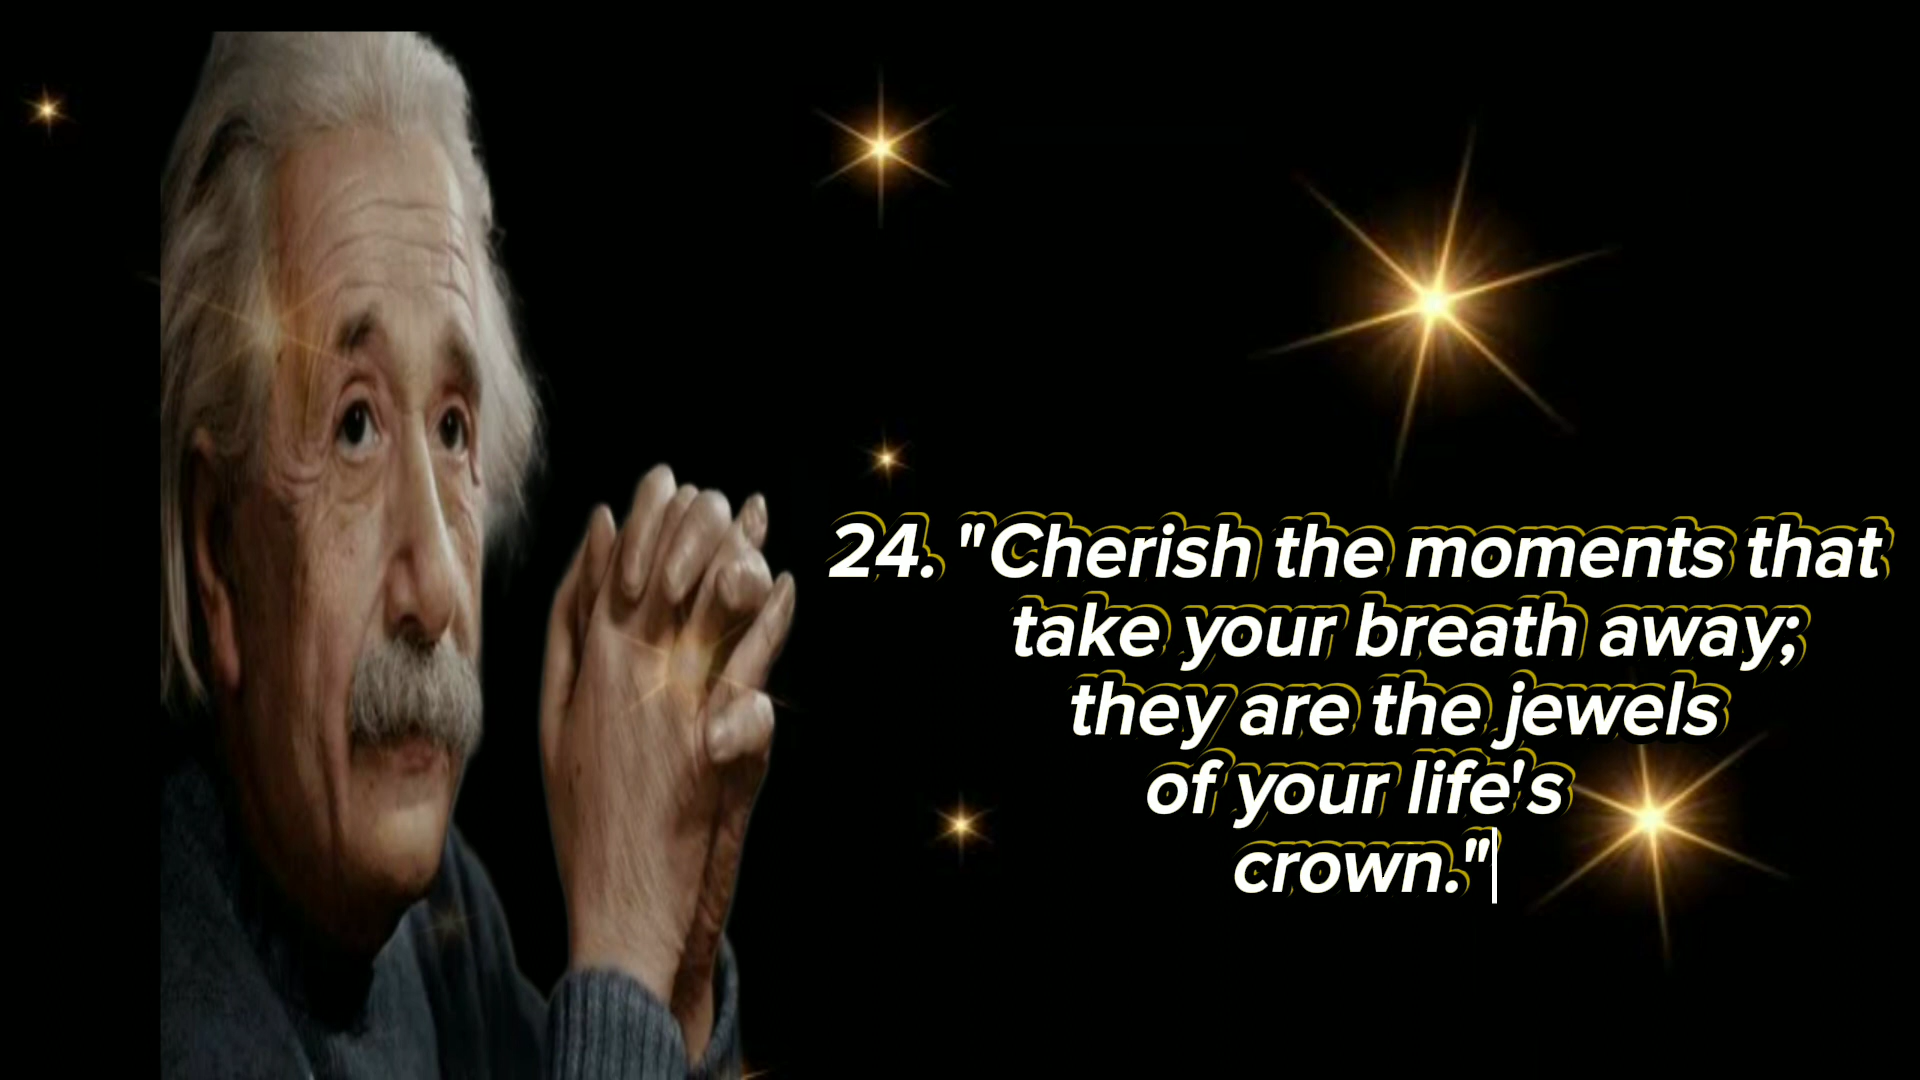 24. "Cherish the moments that
take your breath away;
they are the jewels
of your life's
crown."